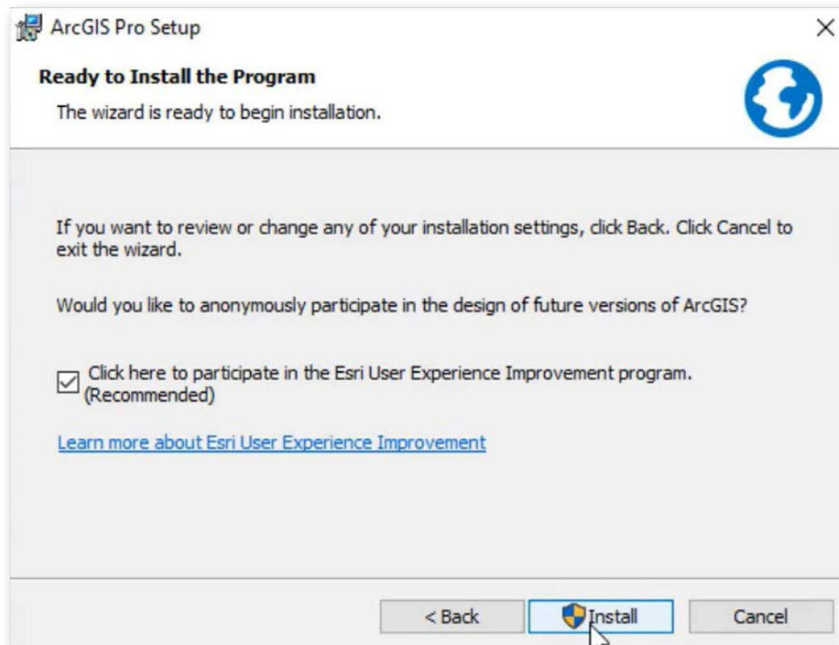 ArcGIS Pro Setup
Ready to Install the Program
The wizard is ready to begin installation.
If you want to review or change any of your installation settings, click Back. Click Cancel to
exit the wizard.
Would you like to anonymously participate in the design of future versions of ArcGIS?
Click here to participate in the Esri User Experience Improvement program.
(Recommended)
Learn more about Esri User Experience Improvement
< Back Install Cancel